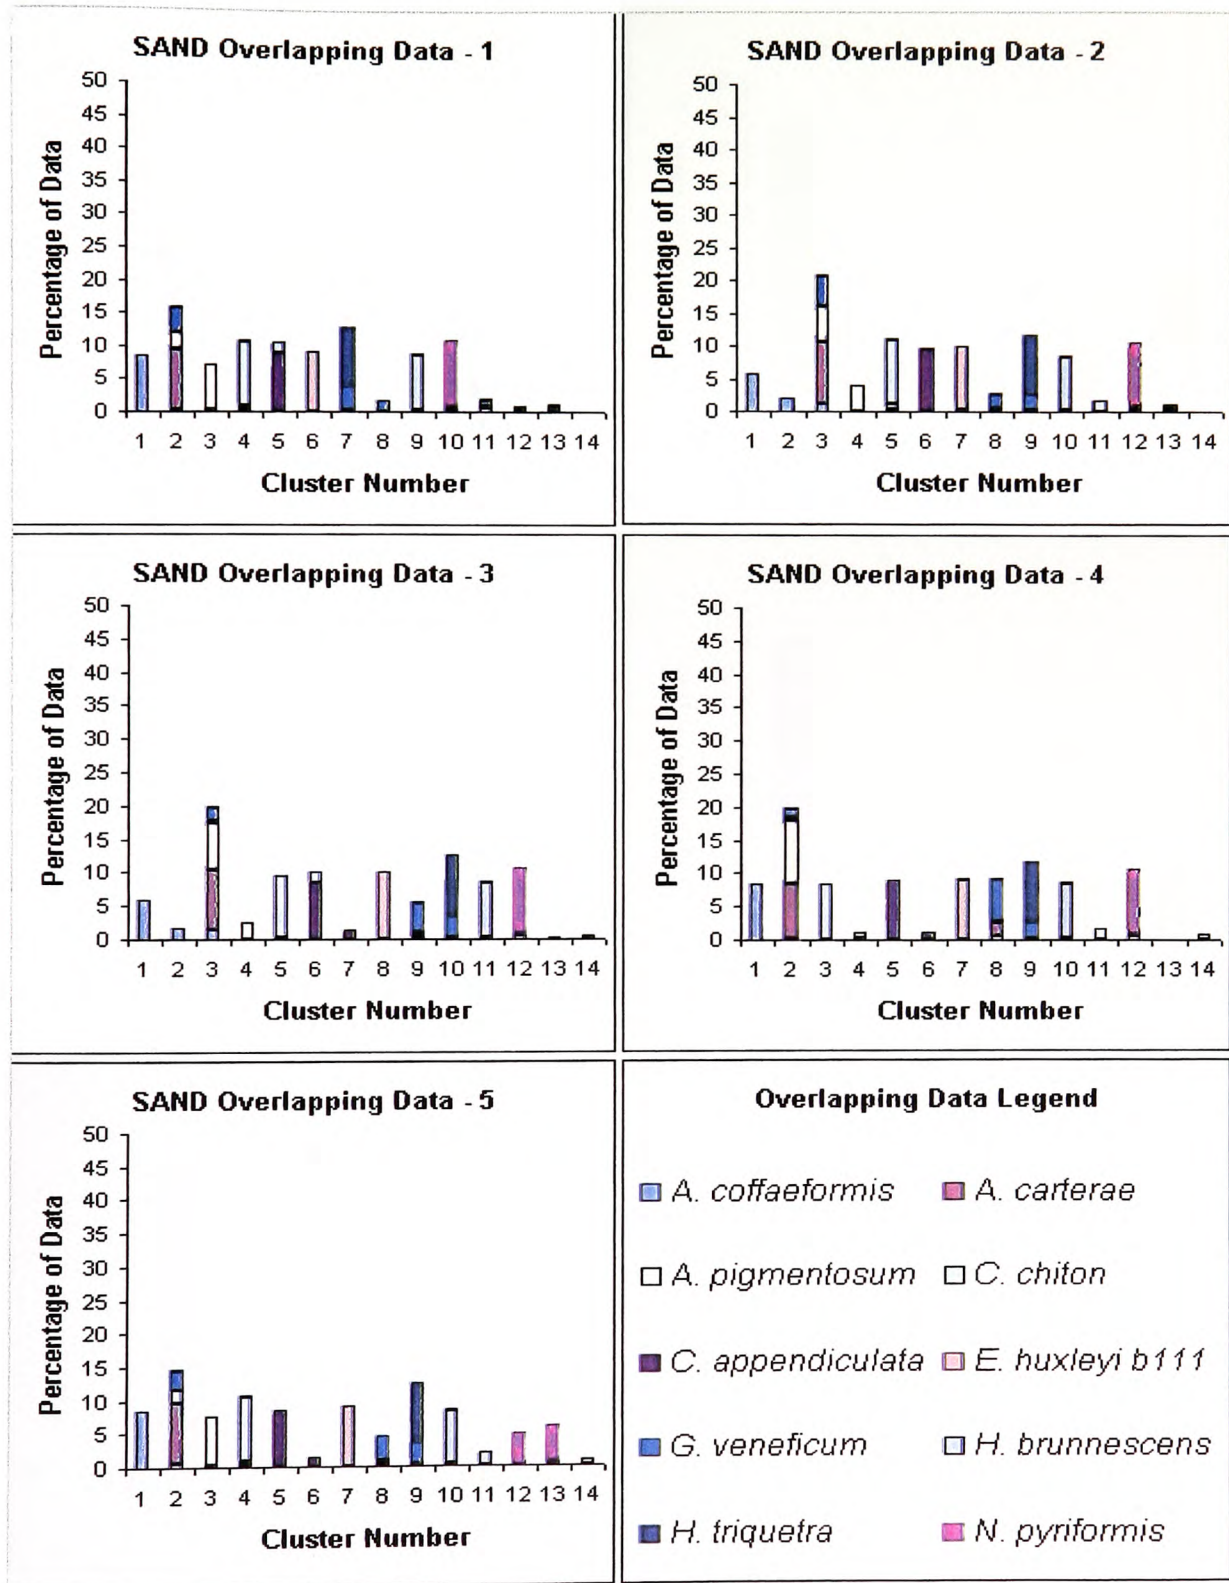 SAND Overlapping Data - 1
50
45
40
35
30
25
20
15
10
5
0
Percentage of Data
1 2 3 4 5 6 7 8 9 10 11 12 13 14
Cluster Number
SAND Overlapping Data - 2
50
45
40
35
30
25
20
15
10
5
0
Percentage of Data
1 2 3 4 5 6 7 8 9 10 11 12 13 14
Cluster Number
SAND Overlapping Data - 3
50
45
40
35
30
25
20
15
10
5
0
Percentage of Data
1 2 3 4 5 6 7 8 9 10 11 12 13 14
Cluster Number
SAND Overlapping Data - 4
50
45
40
35
30
25
20
15
10
5
0
Percentage of Data
1 2 3 4 5 6 7 8 9 10 11 12 13 14
Cluster Number
SAND Overlapping Data - 5
50
45
40
35
30
25
20
15
10
5
0
Percentage of Data
1 2 3 4 5 6 7 8 9 10 11 12 13 14
Cluster Number
Overlapping Data Legend
A. coffaeformis A. carterae
A. pigmentosum C. chiton
C. appendiculata E. huxleyi b111
G. veneficum H. brunnescens
H. triquetra N. pyriformis